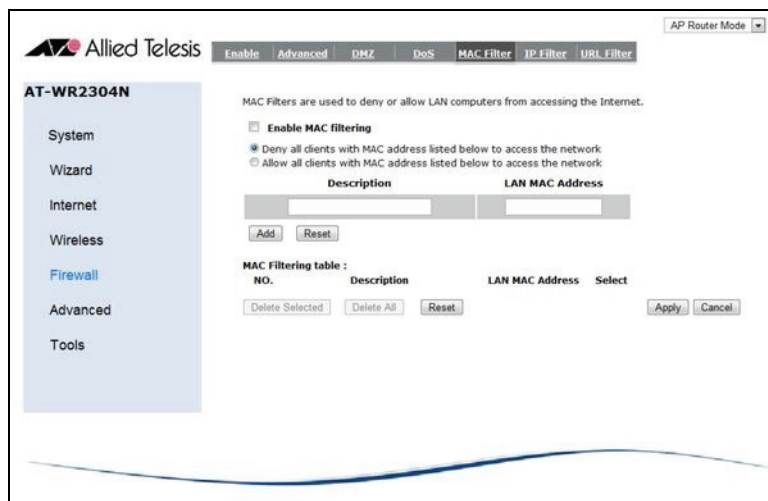 AP Router Mode
Allied Telesis
Enable Advanced DMZ DoS MAC Filter IP Filter URL Filter
AT-WR2304N
System
Wizard
Internet
Wireless
Firewall
Advanced
Tools
MAC Filters are used to deny or allow LAN computers from accessing the Internet.
Enable MAC filtering
Deny all clients with MAC address listed below to access the network
Allow all clients with MAC address listed below to access the network
Description LAN MAC Address
Add Reset
MAC Filtering table :
NO. Description LAN MAC Address Select
Delete Selected Delete All Reset Apply Cancel